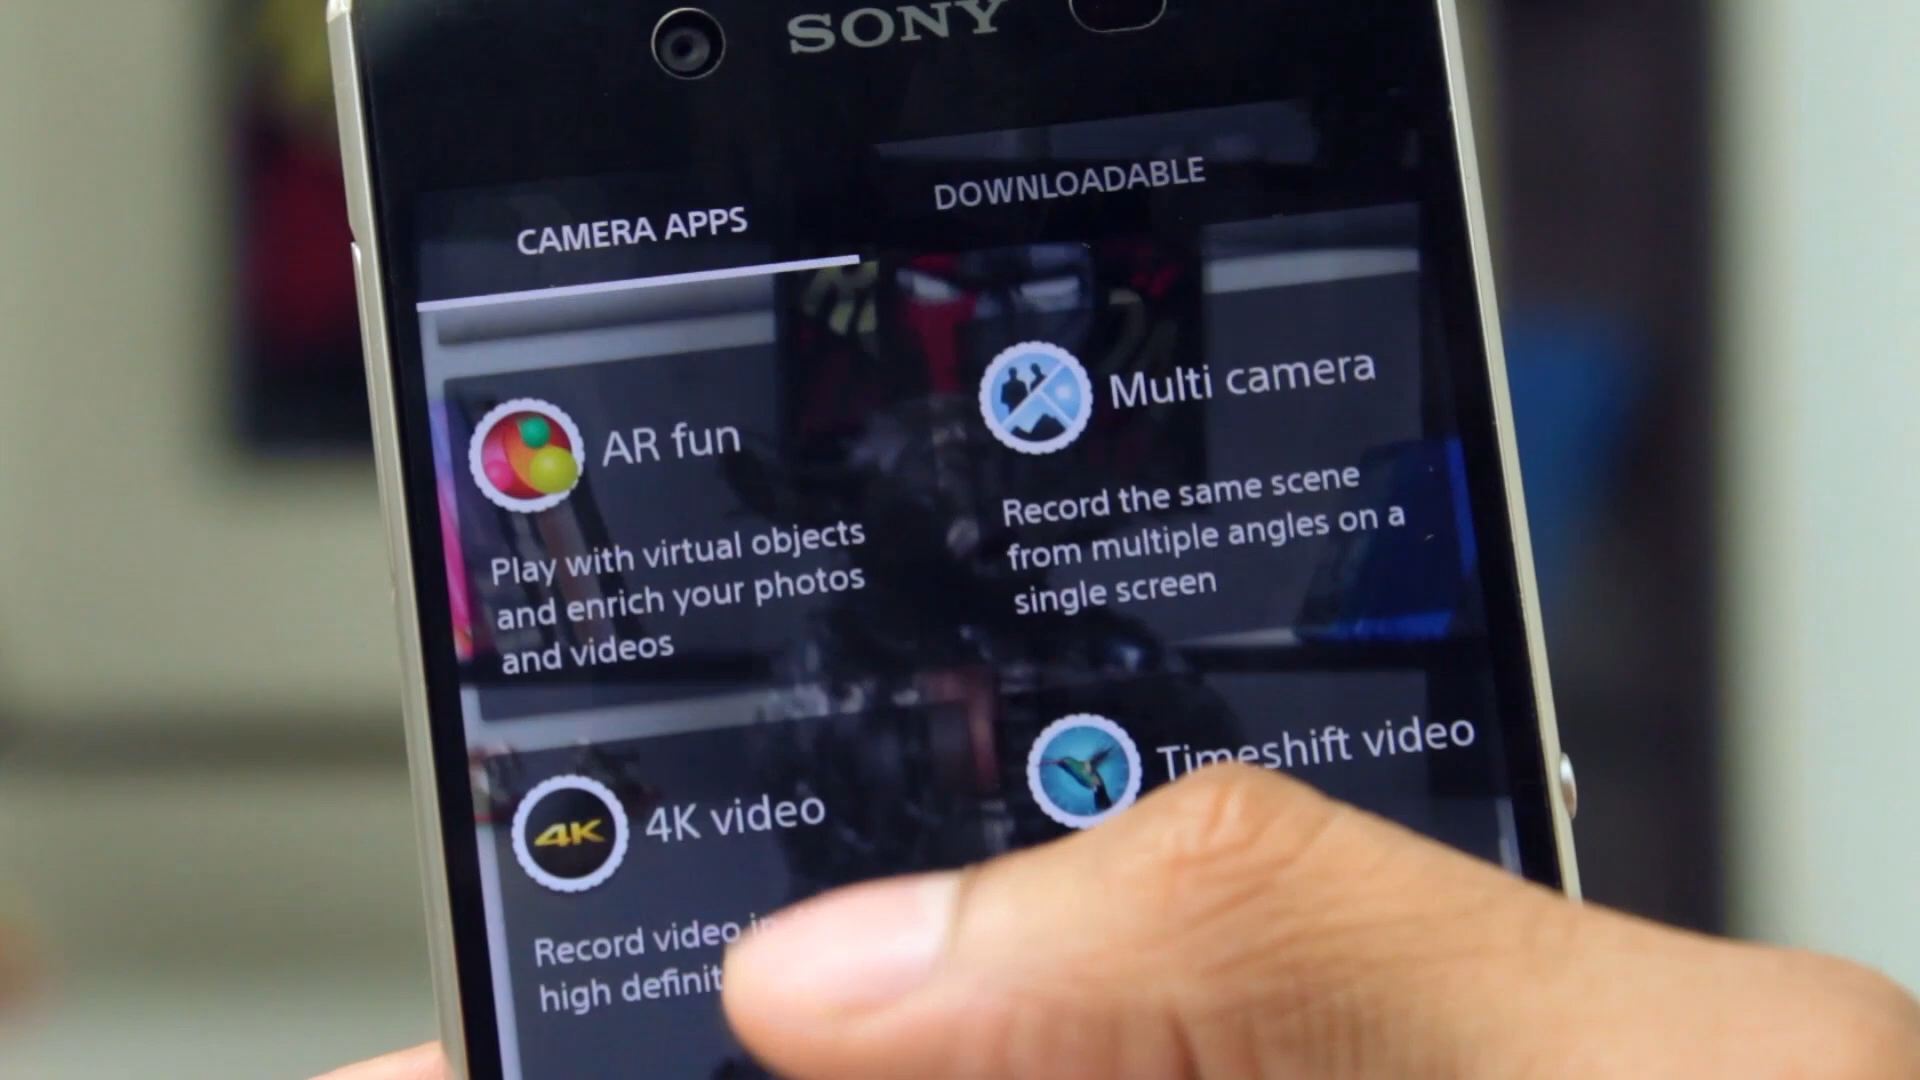 SONY
CAMERA APPS
DOWNLOADABLE
AR fun
Play with virtual objects
and enrich your photos
and videos
Multi camera
Record the same scene
from multiple angles on a
single screen
4K
4K video
Record video
high
Timeshift video